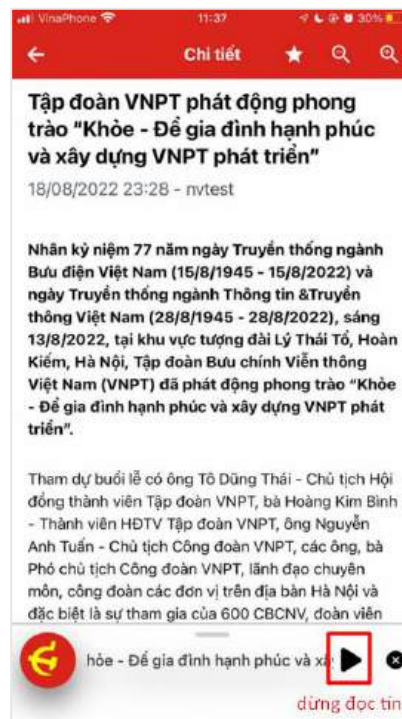 VinaPhone 11:37 30%
Chi tiết
Tập đoàn VNPT phát động phong
trào "Khỏe - Để gia đình hạnh phúc
và xây dựng VNPT phát triển"
18/08/2022 23:28 - nvtest
Nhân kỷ niệm 77 năm ngày Truyền thống ngành
Bưu điện Việt Nam (15/8/1945 - 15/8/2022) và
ngày Truyền thống ngành Thông tin &Truyền
thông Việt Nam (28/8/1945 - 28/8/2022), sáng
13/8/2022, tại khu vực tượng đài Lý Thái Tổ, Hoàn
Kiếm, Hà Nội, Tập đoàn Bưu chính Viễn thông
Việt Nam (VNPT) đã phát động phong trào "Khỏe
- Để gia đình hạnh phúc và xây dựng VNPT phát
triển".
Tham dự buổi lễ có ông Tô Dũng Thái - Chủ tịch Hội
đồng thành viên Tập đoàn VNPT, bà Hoàng Kim Bình
- Thành viên HĐTV Tập đoàn VNPT, ông Nguyễn
Anh Tuấn - Chủ tịch Công đoàn VNPT, các ông, bà
Phó chủ tịch Công đoàn VNPT, lãnh đạo chuyên
môn, công đoàn các đơn vị trên địa bàn Hà Nội và
đặc biệt là sự tham gia của 600 CBCNV, đoàn viên
hỏe - Để gia đình hạnh phúc và xâ
dừng đọc tin